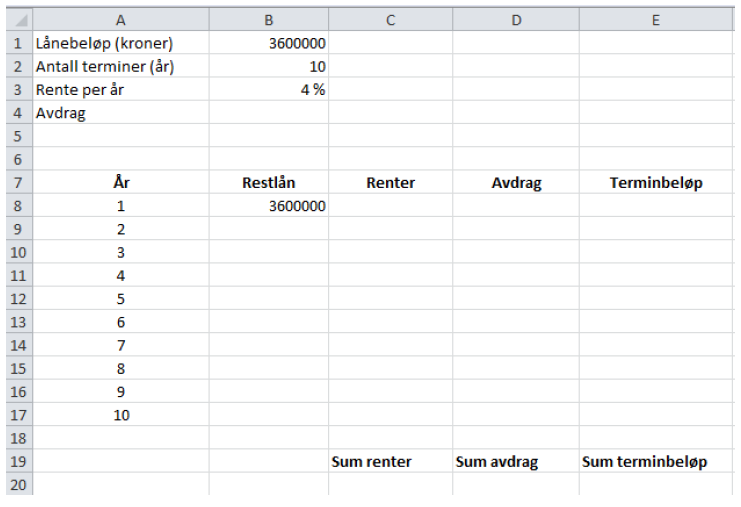 A B C D E
1 Lånebeløp (kroner) 3600000
2 Antall terminer (år) 10
3 Rente per år 4 %
4 Avdrag
5
6
7 År Restlån Renter Avdrag Terminbeløp
8 1 3600000
9 2
10 3
11 4
12 5
13 6
14 7
15 8
16 9
17 10
18
19 Sum renter Sum avdrag Sum terminbeløp
20